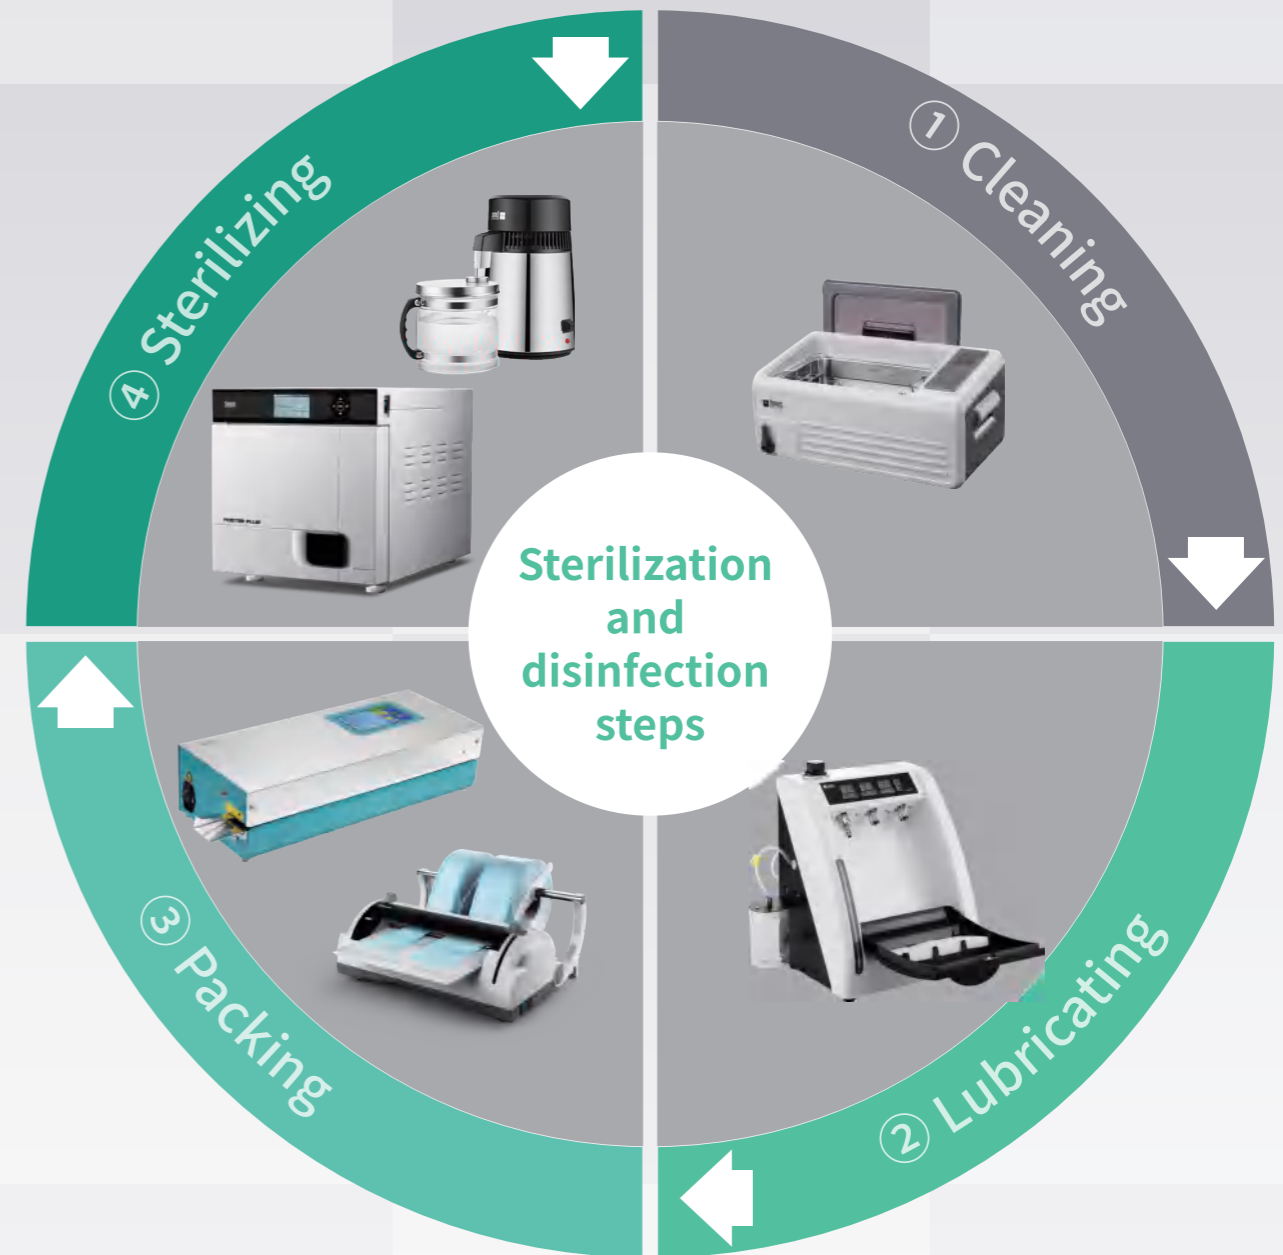 ① Cleaning
② Lubricating
③ Packing
④ Sterilizing
Sterilization
and
disinfection
steps